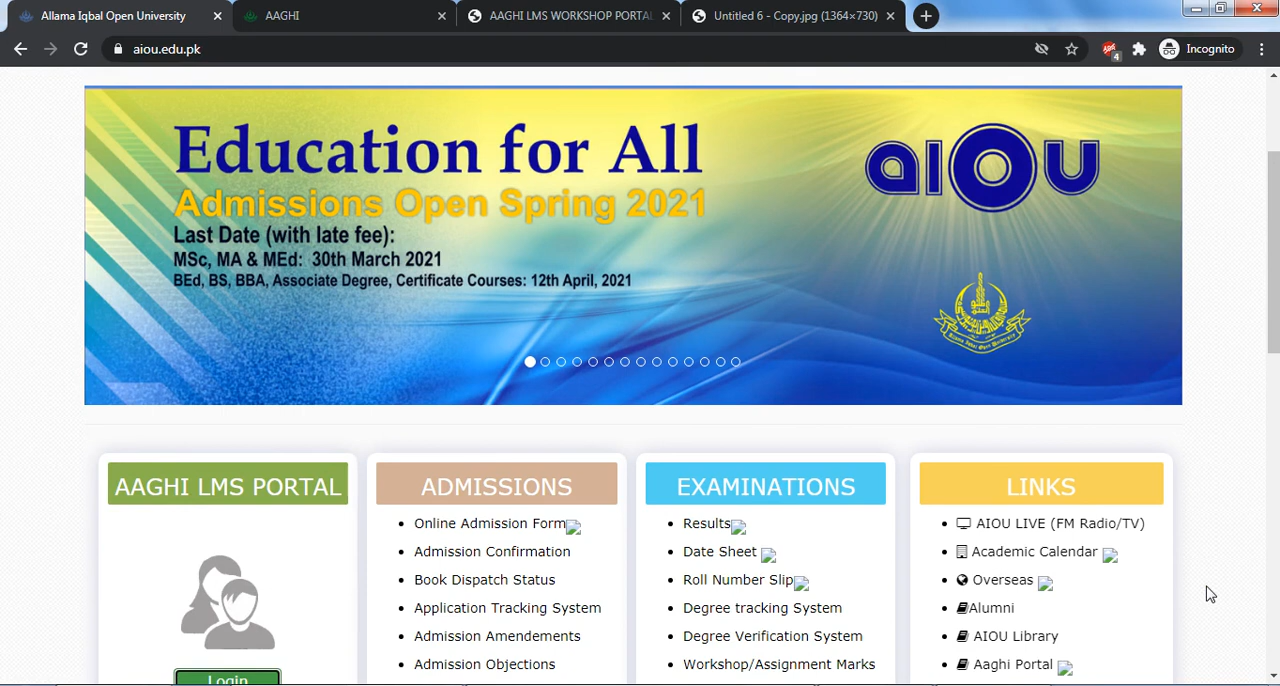 Allama Iqbal Open University
AAGHI
AAGHI LMS WORKSHOP PORTAL
Untitled 6 - Copy.jpg (1364×730)
aiou.edu.pk
4
Incognito
Education for All
Admissions Open Spring 2021
Last Date (with late fee):
MSc, MA & MEd: 30th March 2021
BEd, BS, BBA, Associate Degree, Certificate Courses: 12th April, 2021
aIOU
AAGHI LMS PORTAL
Login
ADMISSIONS
Online Admission Form
Admission Confirmation
Book Dispatch Status
Application Tracking System
Admission Amendements
Admission Objections
EXAMINATIONS
Results
Date Sheet
Roll Number Slip
Degree tracking System
Degree Verification System
Workshop/Assignment Marks
LINKS
AIOU LIVE (FM Radio/TV)
Academic Calendar
Overseas
Alumni
AIOU Library
Aaghi Portal